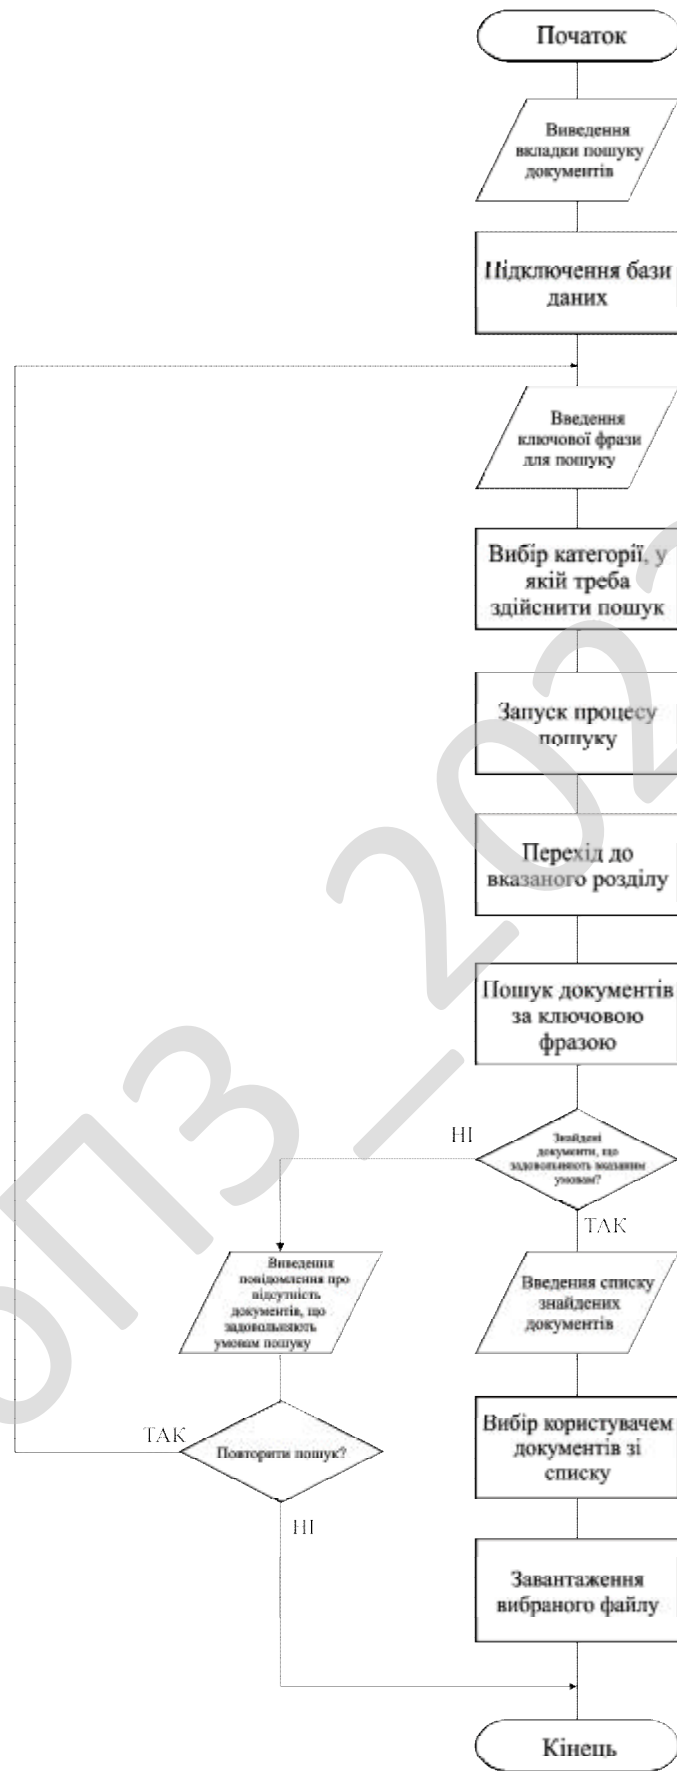 Початок
Виведення
вкладки пошуку
документів
Підключення бази
даних
Введення
ключової фрази
для пошуку
Вибір категорії, у
якій треба
здійснити пошук
Запуск процесу
пошуку
Перехід до
вказаного розділу
Пошук документів
за ключовою
фразою
Знайдені
документи, що
задовольняють вказаним
умовам?
НІ
ТАК
Виведення
повідомлення про
відсутність
документів, що
задовольняють
умовам пошуку
Введення списку
знайдених
документів
Повторити пошук?
ТАК
НІ
Вибір користувачем
документів зі
списку
Завантаження
вибраного файлу
Кінець
ПЗ_202